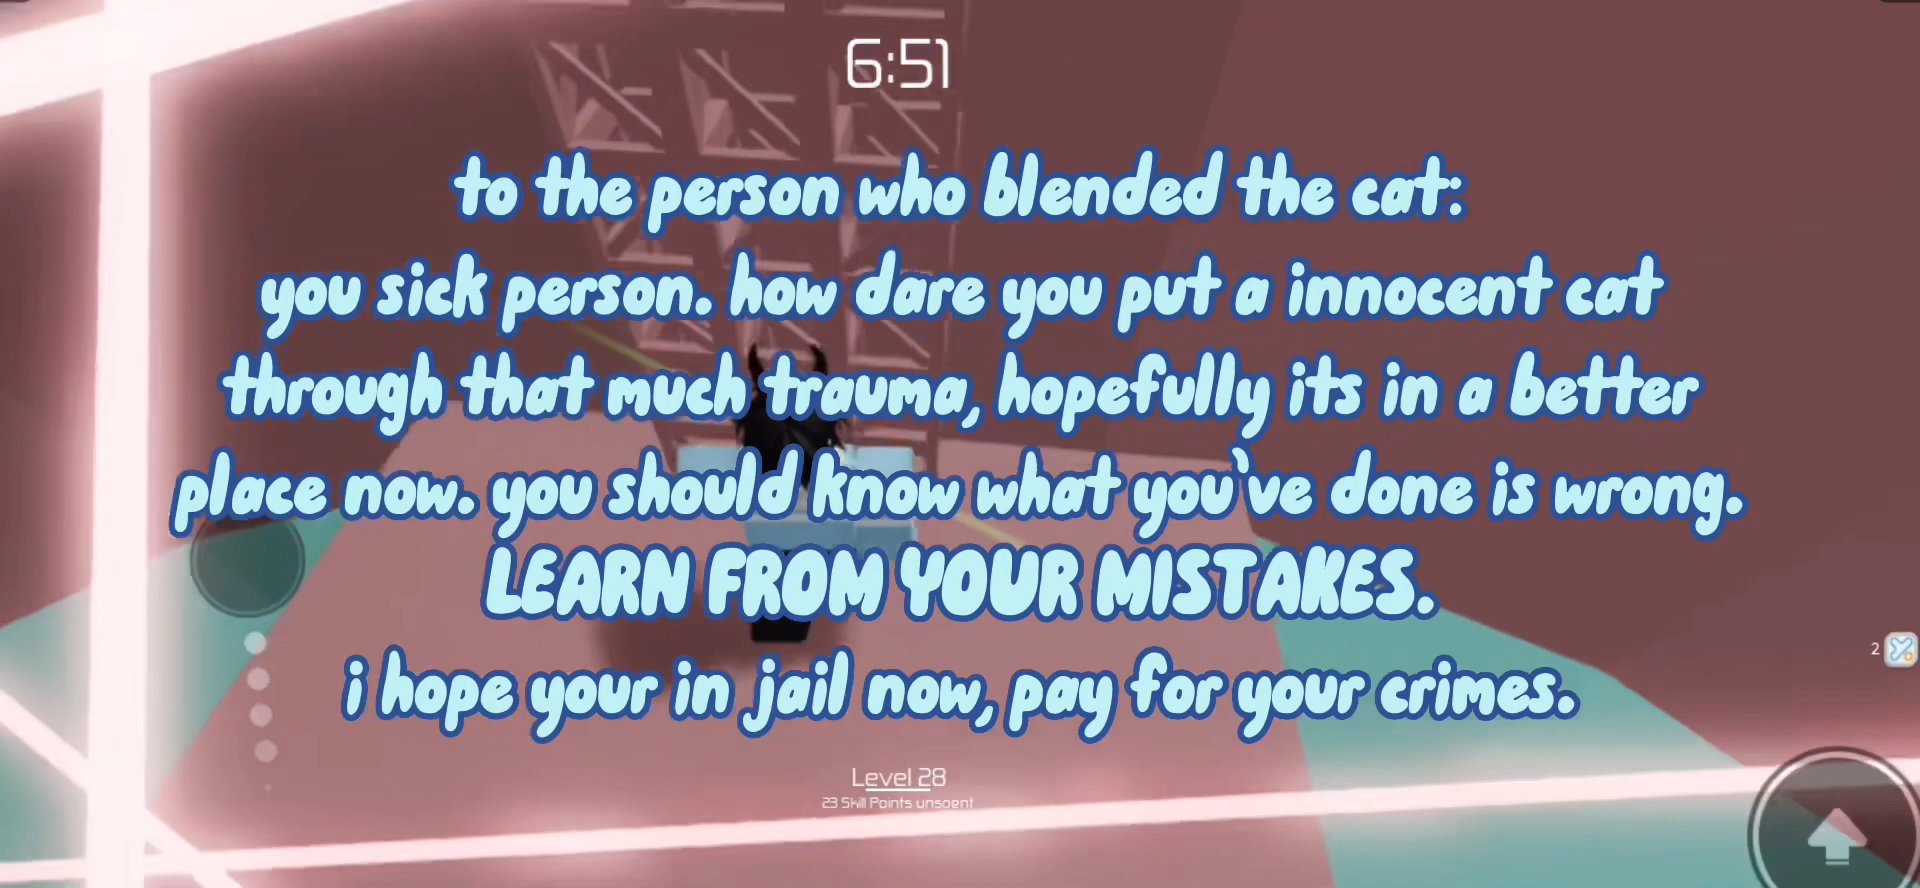 6:51
to the person who blended the cat:
you sick person. how dare you put a innocent cat
through that much trauma, hopefully its in a better
place now. you should know what you've done is wrong.
LEARN FROM YOUR MISTAKES.
i hope your in jail now, pay for your crimes.
2
Level 28
23 Skill Points unspent